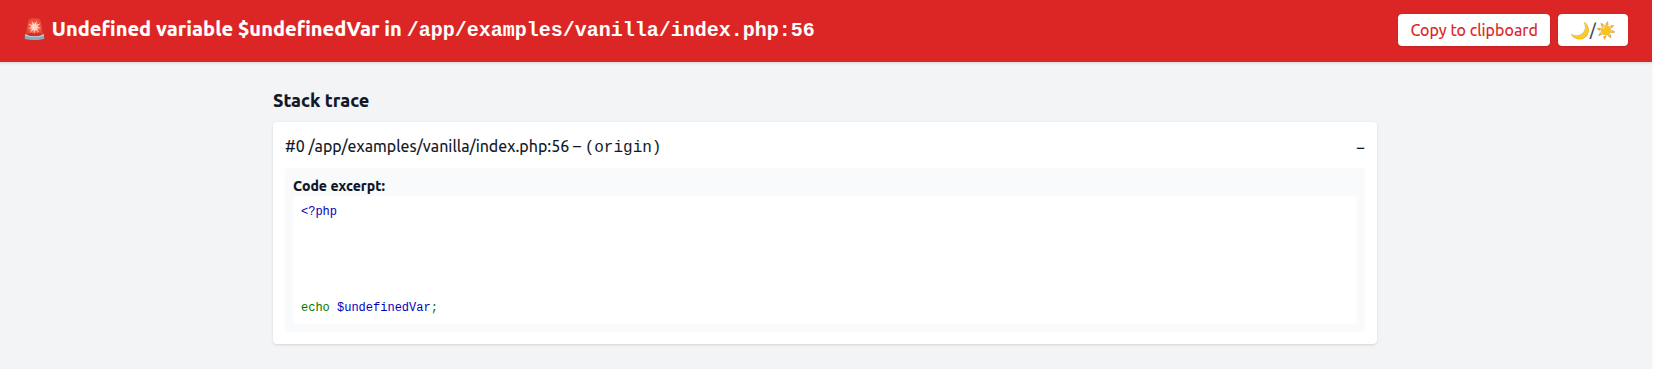 🚨 Undefined variable $undefinedVar in /app/examples/vanilla/index.php:56
Copy to clipboard
🌙/☀️
Stack trace
#0 /app/examples/vanilla/index.php:56 – (origin)
–
Code excerpt:
<?php
echo $undefinedVar;